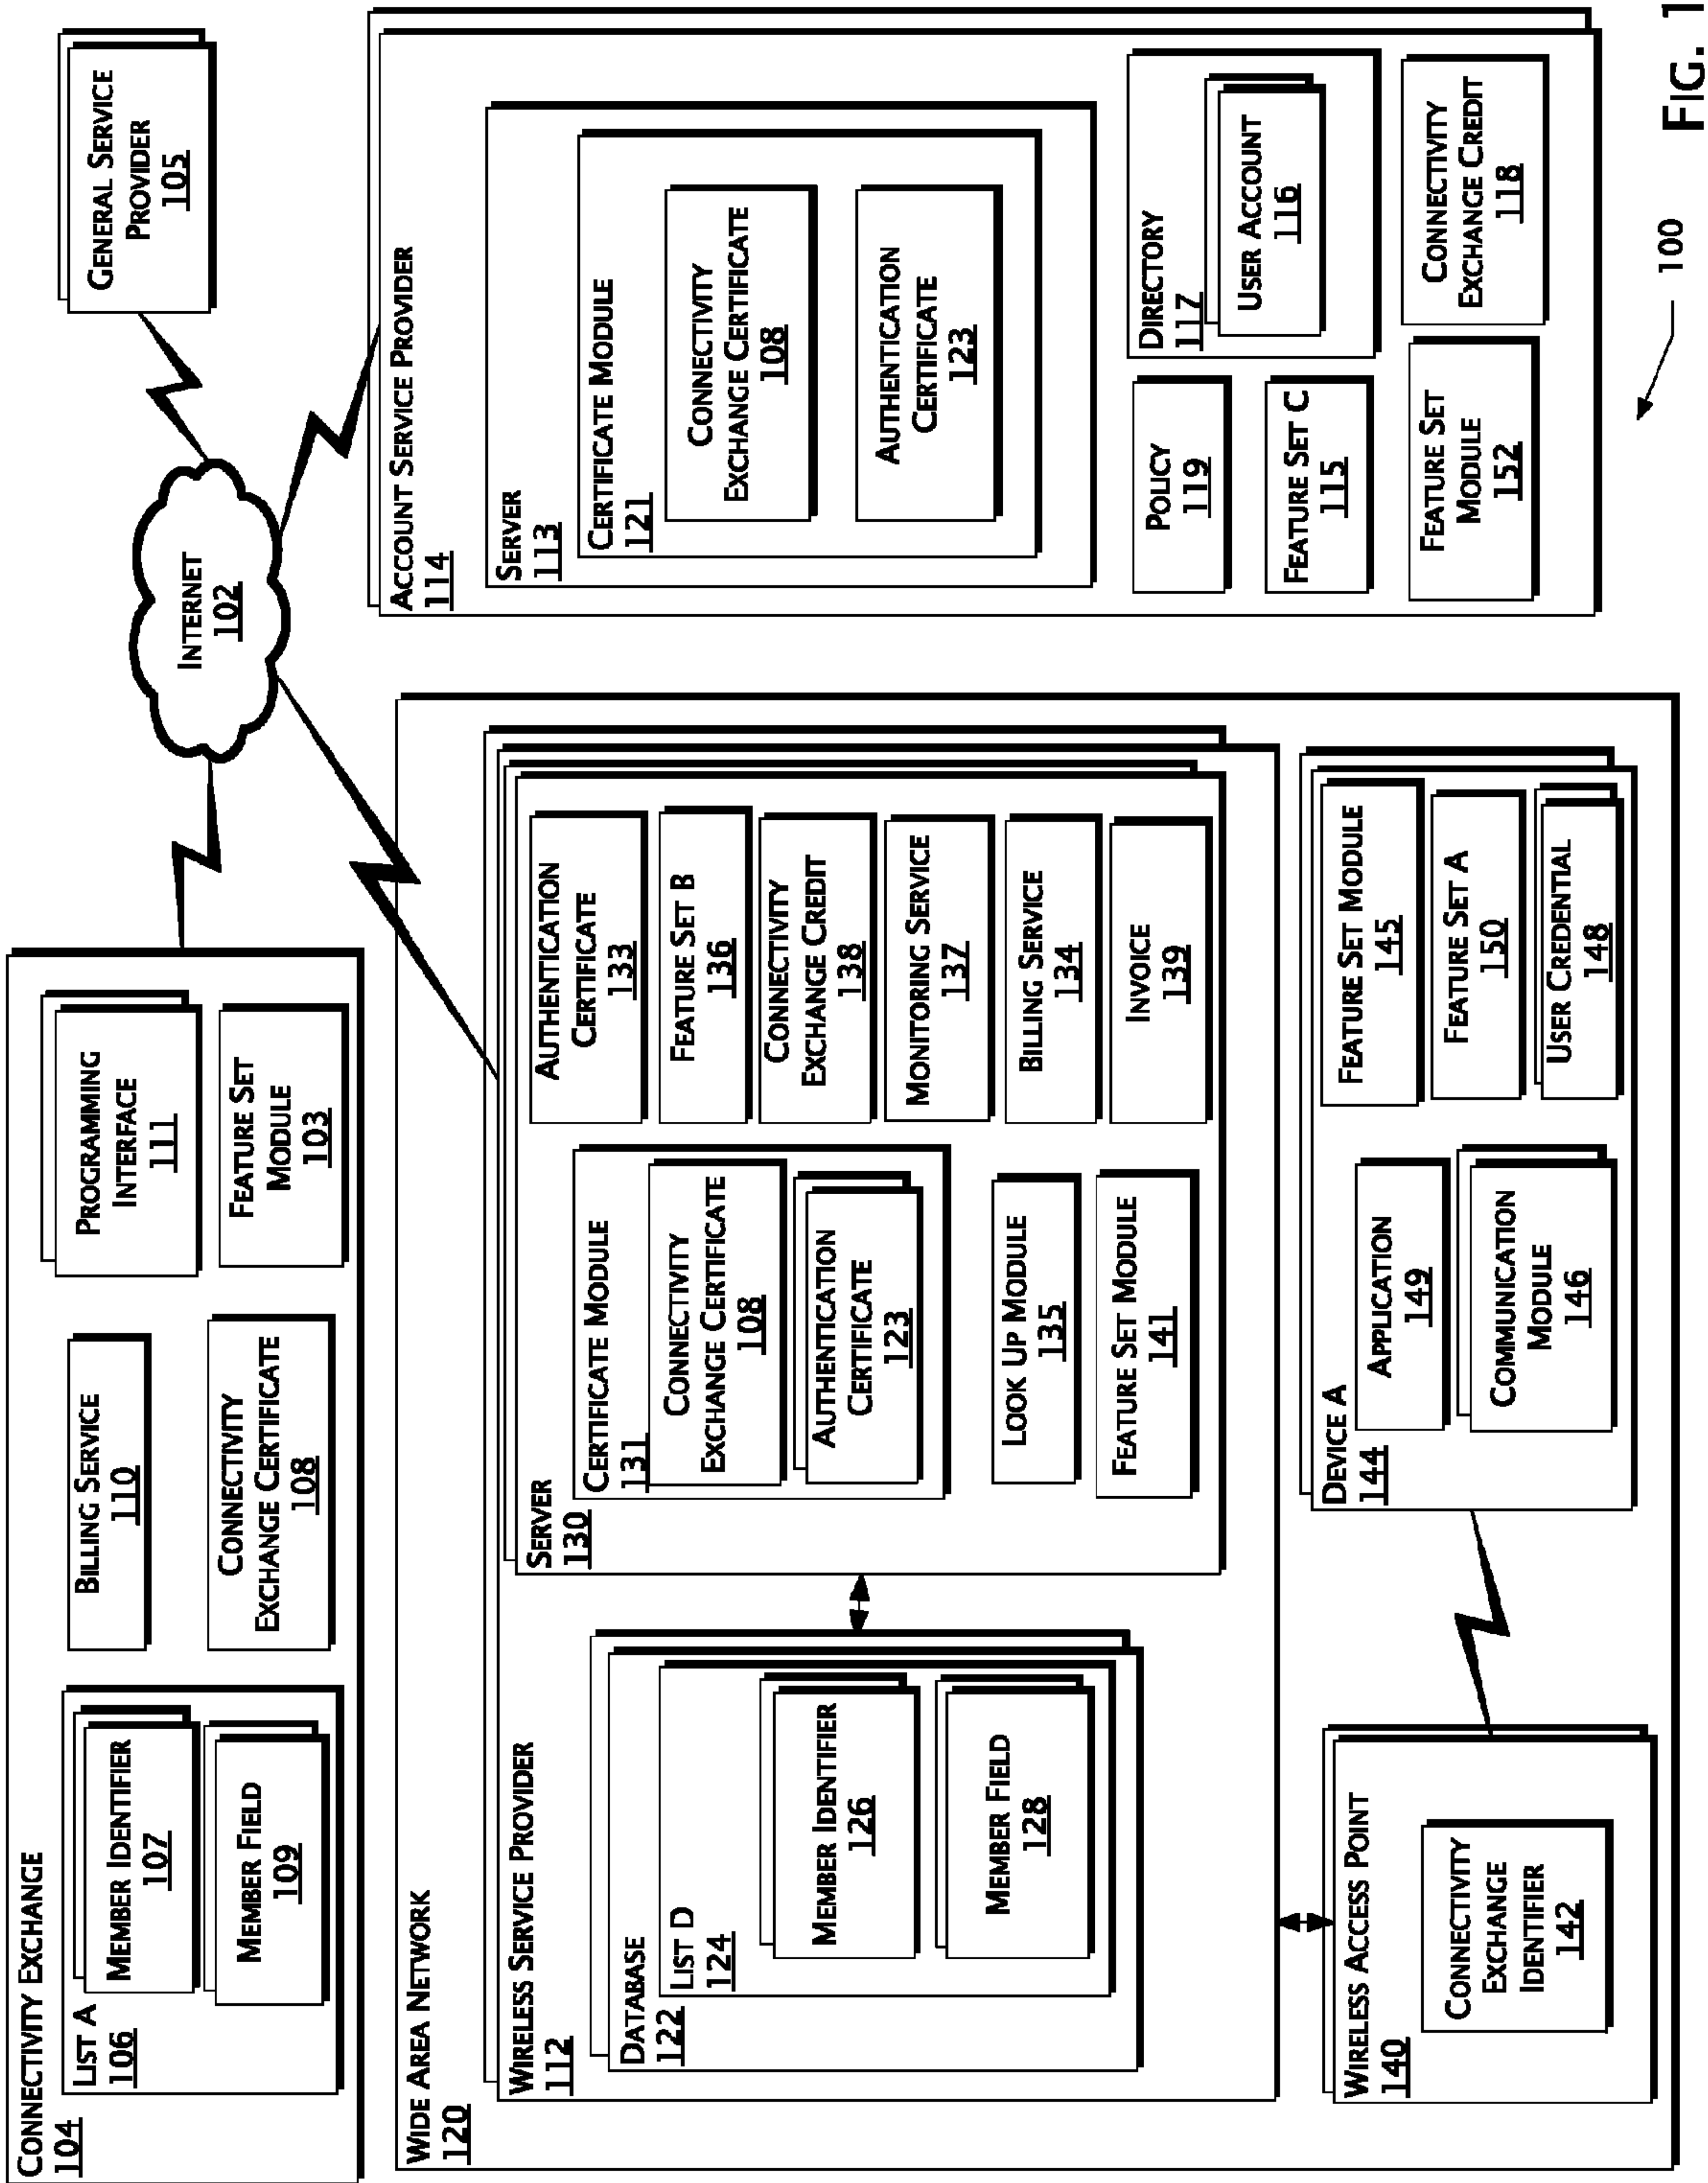 CONNECTIVITY EXCHANGE
104
LIST A
106
MEMBER IDENTIFIER
107
MEMBER FIELD
109
BILLING SERVICE
110
CONNECTIVITY
EXCHANGE CERTIFICATE
108
PROGRAMMING
INTERFACE
111
FEATURE SET
MODULE
103
INTERNET
102
GENERAL SERVICE
PROVIDER
105
WIDE AREA NETWORK
120
WIRELESS SERVICE PROVIDER
112
DATABASE
122
LIST D
124
MEMBER IDENTIFIER
126
MEMBER FIELD
128
SERVER
130
CERTIFICATE MODULE
131
CONNECTIVITY
EXCHANGE CERTIFICATE
108
AUTHENTICATION
CERTIFICATE
123
LOOK UP MODULE
135
FEATURE SET MODULE
141
AUTHENTICATION
CERTIFICATE
133
FEATURE SET B
136
CONNECTIVITY
EXCHANGE CREDIT
138
MONITORING SERVICE
137
BILLING SERVICE
134
INVOICE
139
WIRELESS ACCESS POINT
140
CONNECTIVITY
EXCHANGE
IDENTIFIER
142
DEVICE A
144
APPLICATION
149
COMMUNICATION
MODULE
146
FEATURE SET MODULE
145
FEATURE SET A
150
USER CREDENTIAL
148
ACCOUNT SERVICE PROVIDER
114
SERVER
113
CERTIFICATE MODULE
121
CONNECTIVITY
EXCHANGE CERTIFICATE
108
AUTHENTICATION
CERTIFICATE
123
POLICY
119
FEATURE SET C
115
FEATURE SET
MODULE
152
DIRECTORY
117
USER ACCOUNT
116
CONNECTIVITY
EXCHANGE CREDIT
118
100
FIG. 1